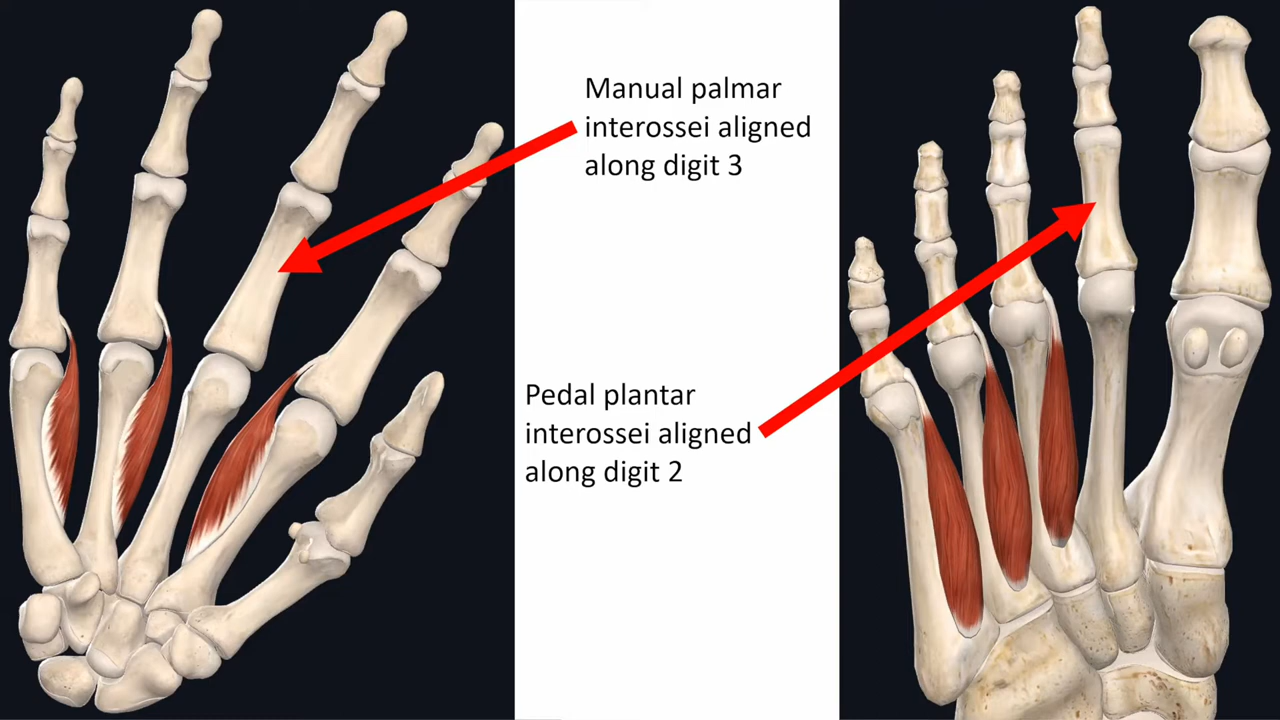 Manual palmar
interossei aligned
along digit 3
Pedal plantar
interossei aligned
along digit 2